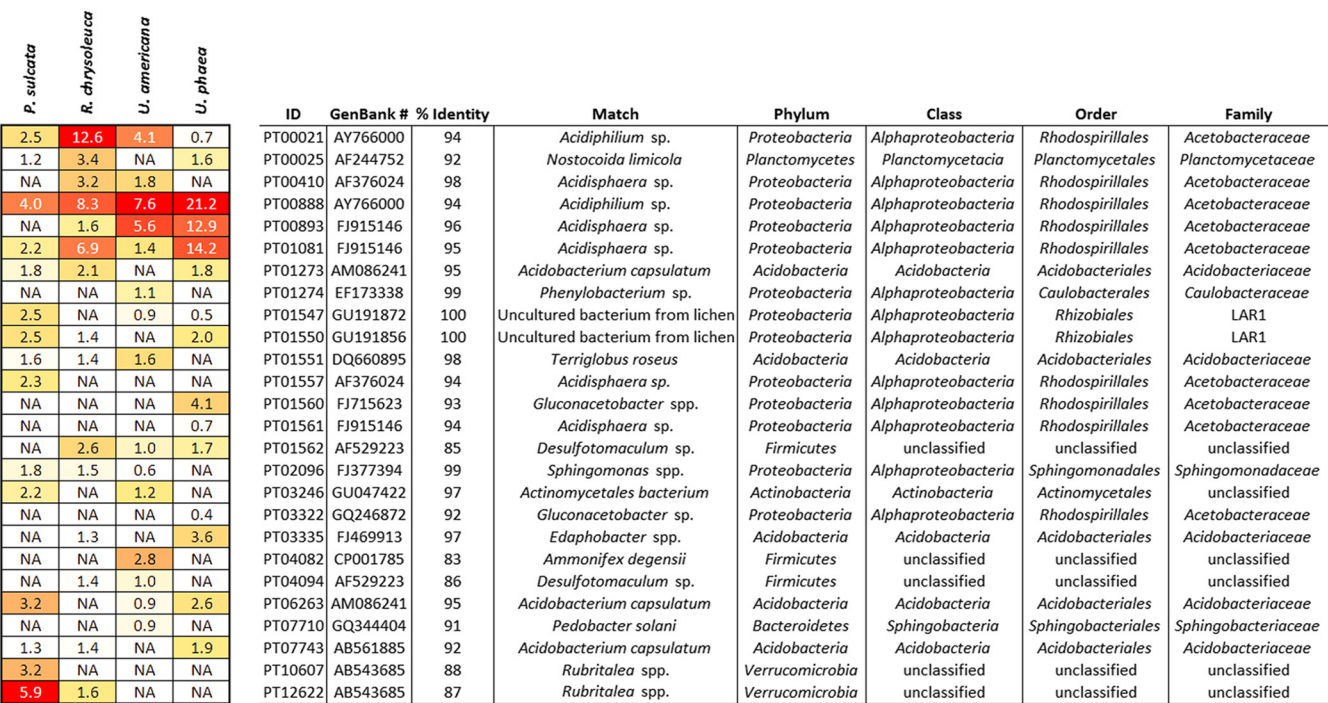 P. sulcata R. chrysoleuca U. americana U. phaea
ID GenBank # % Identity Match Phylum Class Order Family
2.5 12.6 4.1 0.7 PT00021 AY766000 94 Acidiphilium sp. Proteobacteria Alphaproteobacteria Rhodospirillales Acetobacteraceae
1.2 3.4 NA 1.6 PT00025 AF244752 92 Nostocoida limicola Planctomycetes Planctomycetacia Planctomycetales Planctomycetaceae
NA 3.2 1.8 NA PT00410 AF376024 98 Acidisphaera sp. Proteobacteria Alphaproteobacteria Rhodospirillales Acetobacteraceae
4.0 8.3 7.6 21.2 PT00888 AY766000 94 Acidiphilium sp. Proteobacteria Alphaproteobacteria Rhodospirillales Acetobacteraceae
NA 1.6 5.6 12.9 PT00893 FJ915146 96 Acidisphaera sp. Proteobacteria Alphaproteobacteria Rhodospirillales Acetobacteraceae
2.2 6.9 1.4 14.2 PT01081 FJ915146 95 Acidisphaera sp. Proteobacteria Alphaproteobacteria Rhodospirillales Acetobacteraceae
1.8 2.1 NA 1.8 PT01273 AM086241 95 Acidobacterium capsulatum Acidobacteria Acidobacteria Acidobacteriales Acidobacteriaceae
NA NA 1.1 NA PT01274 EF173338 99 Phenylobacterium sp. Proteobacteria Alphaproteobacteria Caulobacterales Caulobacteraceae
2.5 NA 0.9 0.5 PT01547 GU191872 100 Uncultured bacterium from lichen Proteobacteria Alphaproteobacteria Rhizobiales LAR1
2.5 1.4 NA 2.0 PT01550 GU191856 100 Uncultured bacterium from lichen Proteobacteria Alphaproteobacteria Rhizobiales LAR1
1.6 1.4 1.6 NA PT01551 DQ660895 98 Terriglobus roseus Acidobacteria Acidobacteria Acidobacteriales Acidobacteriaceae
2.3 NA NA NA PT01557 AF376024 94 Acidisphaera sp. Proteobacteria Alphaproteobacteria Rhodospirillales Acetobacteraceae
NA NA NA 4.1 PT01560 FJ715623 93 Gluconacetobacter spp. Proteobacteria Alphaproteobacteria Rhodospirillales Acetobacteraceae
NA NA NA 0.7 PT01561 FJ915146 94 Acidisphaera sp. Proteobacteria Alphaproteobacteria Rhodospirillales Acetobacteraceae
NA 2.6 1.0 1.7 PT01562 AF529223 85 Desulfotomaculum sp. Firmicutes unclassified unclassified unclassified
1.8 1.5 0.6 NA PT02096 FJ377394 99 Sphingomonas spp. Proteobacteria Alphaproteobacteria Sphingomonadales Sphingomonadaceae
2.2 NA 1.2 NA PT03246 GU047422 97 Actinomycetales bacterium Actinobacteria Actinobacteria Actinomycetales unclassified
NA NA NA 0.4 PT03322 GQ246872 92 Gluconacetobacter sp. Proteobacteria Alphaproteobacteria Rhodospirillales Acetobacteraceae
NA 1.3 NA 3.6 PT03335 FJ469913 97 Edaphobacter spp. Acidobacteria Acidobacteria Acidobacteriales Acidobacteriaceae
NA NA 2.8 NA PT04082 CP001785 83 Ammonifex degensii Firmicutes unclassified unclassified unclassified
NA 1.4 1.0 NA PT04094 AF529223 86 Desulfotomaculum sp. Firmicutes unclassified unclassified unclassified
3.2 NA 0.9 2.6 PT06263 AM086241 95 Acidobacterium capsulatum Acidobacteria Acidobacteria Acidobacteriales Acidobacteriaceae
NA NA 0.9 NA PT07710 GQ344404 91 Pedobacter solani Bacteroidetes Sphingobacteria Sphingobacteriales Sphingobacteriaceae
1.3 1.4 NA 1.9 PT07743 AB561885 92 Acidobacterium capsulatum Acidobacteria Acidobacteria Acidobacteriales Acidobacteriaceae
3.2 NA NA NA PT10607 AB543685 88 Rubritalea spp. Verrucomicrobia unclassified unclassified unclassified
5.9 1.6 NA NA PT12622 AB543685 87 Rubritalea spp. Verrucomicrobia unclassified unclassified unclassified